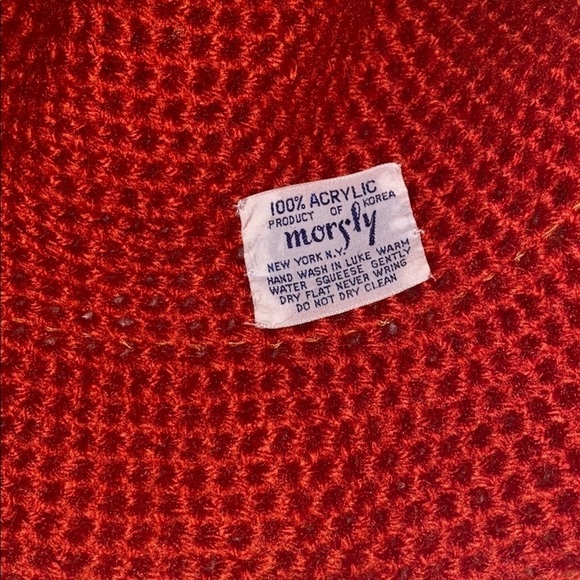 100% ACRYLIC
PRODUCT OF KOREA
morsly
NEW YORK N.Y.
HAND WASH IN LUKE WARM
WATER SQUEESE GENTLY
DRY FLAT NEVER WRING
DO NOT DRY CLEAN